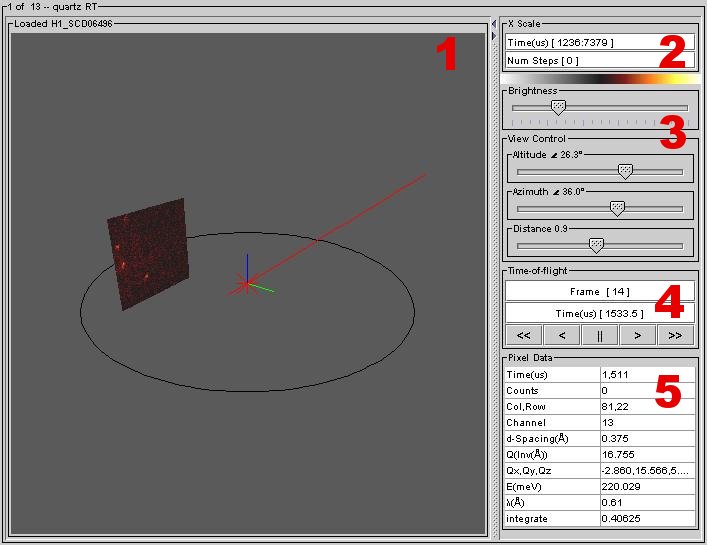 1 of 13 -- quartz RT
Loaded H1_SCD06496
1
X Scale
Time(us) [ 1236:7379 ]
Num Steps [ 0 ]
2
Brightness
3
View Control
Altitude ∠ 26.3°
Azimuth ∠ 36.0°
Distance 0.9
Time-of-flight
Frame [ 14 ]
Time(us) [ 1533.5 ]
4
<< < || > >>
Pixel Data
5
Time(us) 1,511
Counts 0
Col,Row 81,22
Channel 13
d-Spacing(Å) 0.375
Q(Inv(Å)) 16.755
Qx,Qy,Qz -2.860,15.566,5....
E(meV) 220.029
λ(Å) 0.61
integrate 0.40625